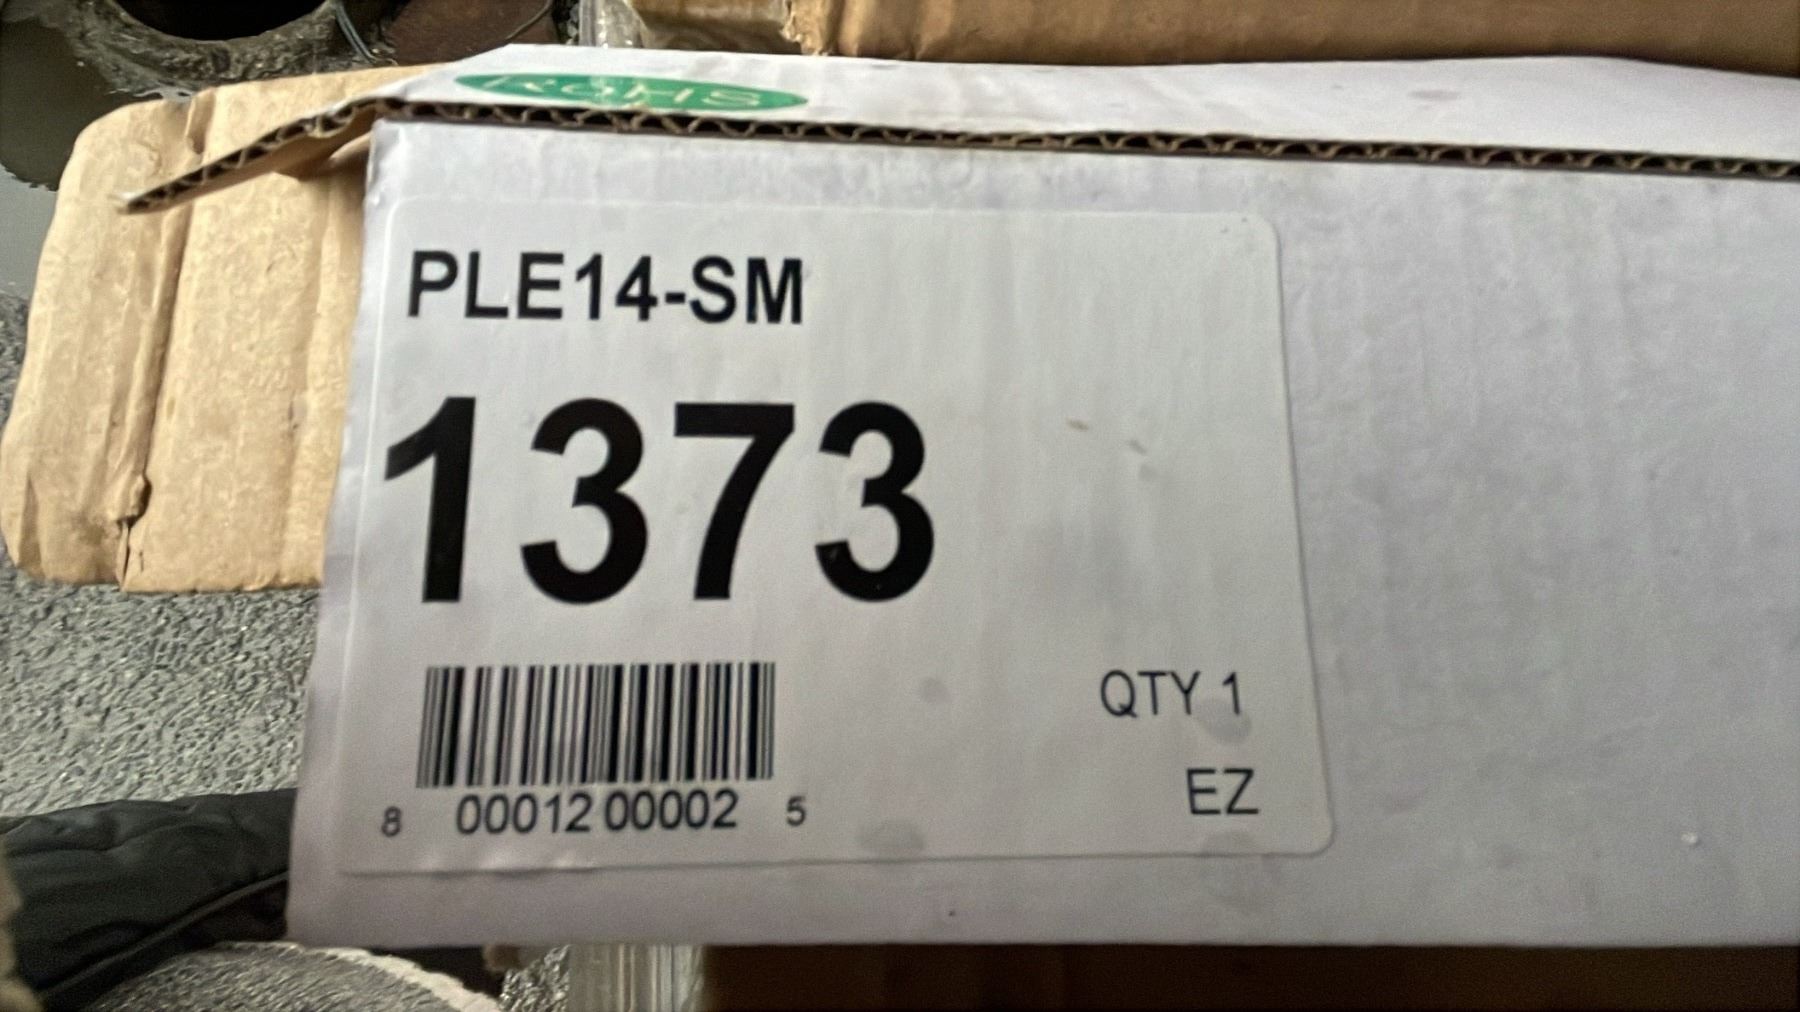 RoHS
PLE14-SM
1373
QTY 1
8 00012 00002 5
EZ